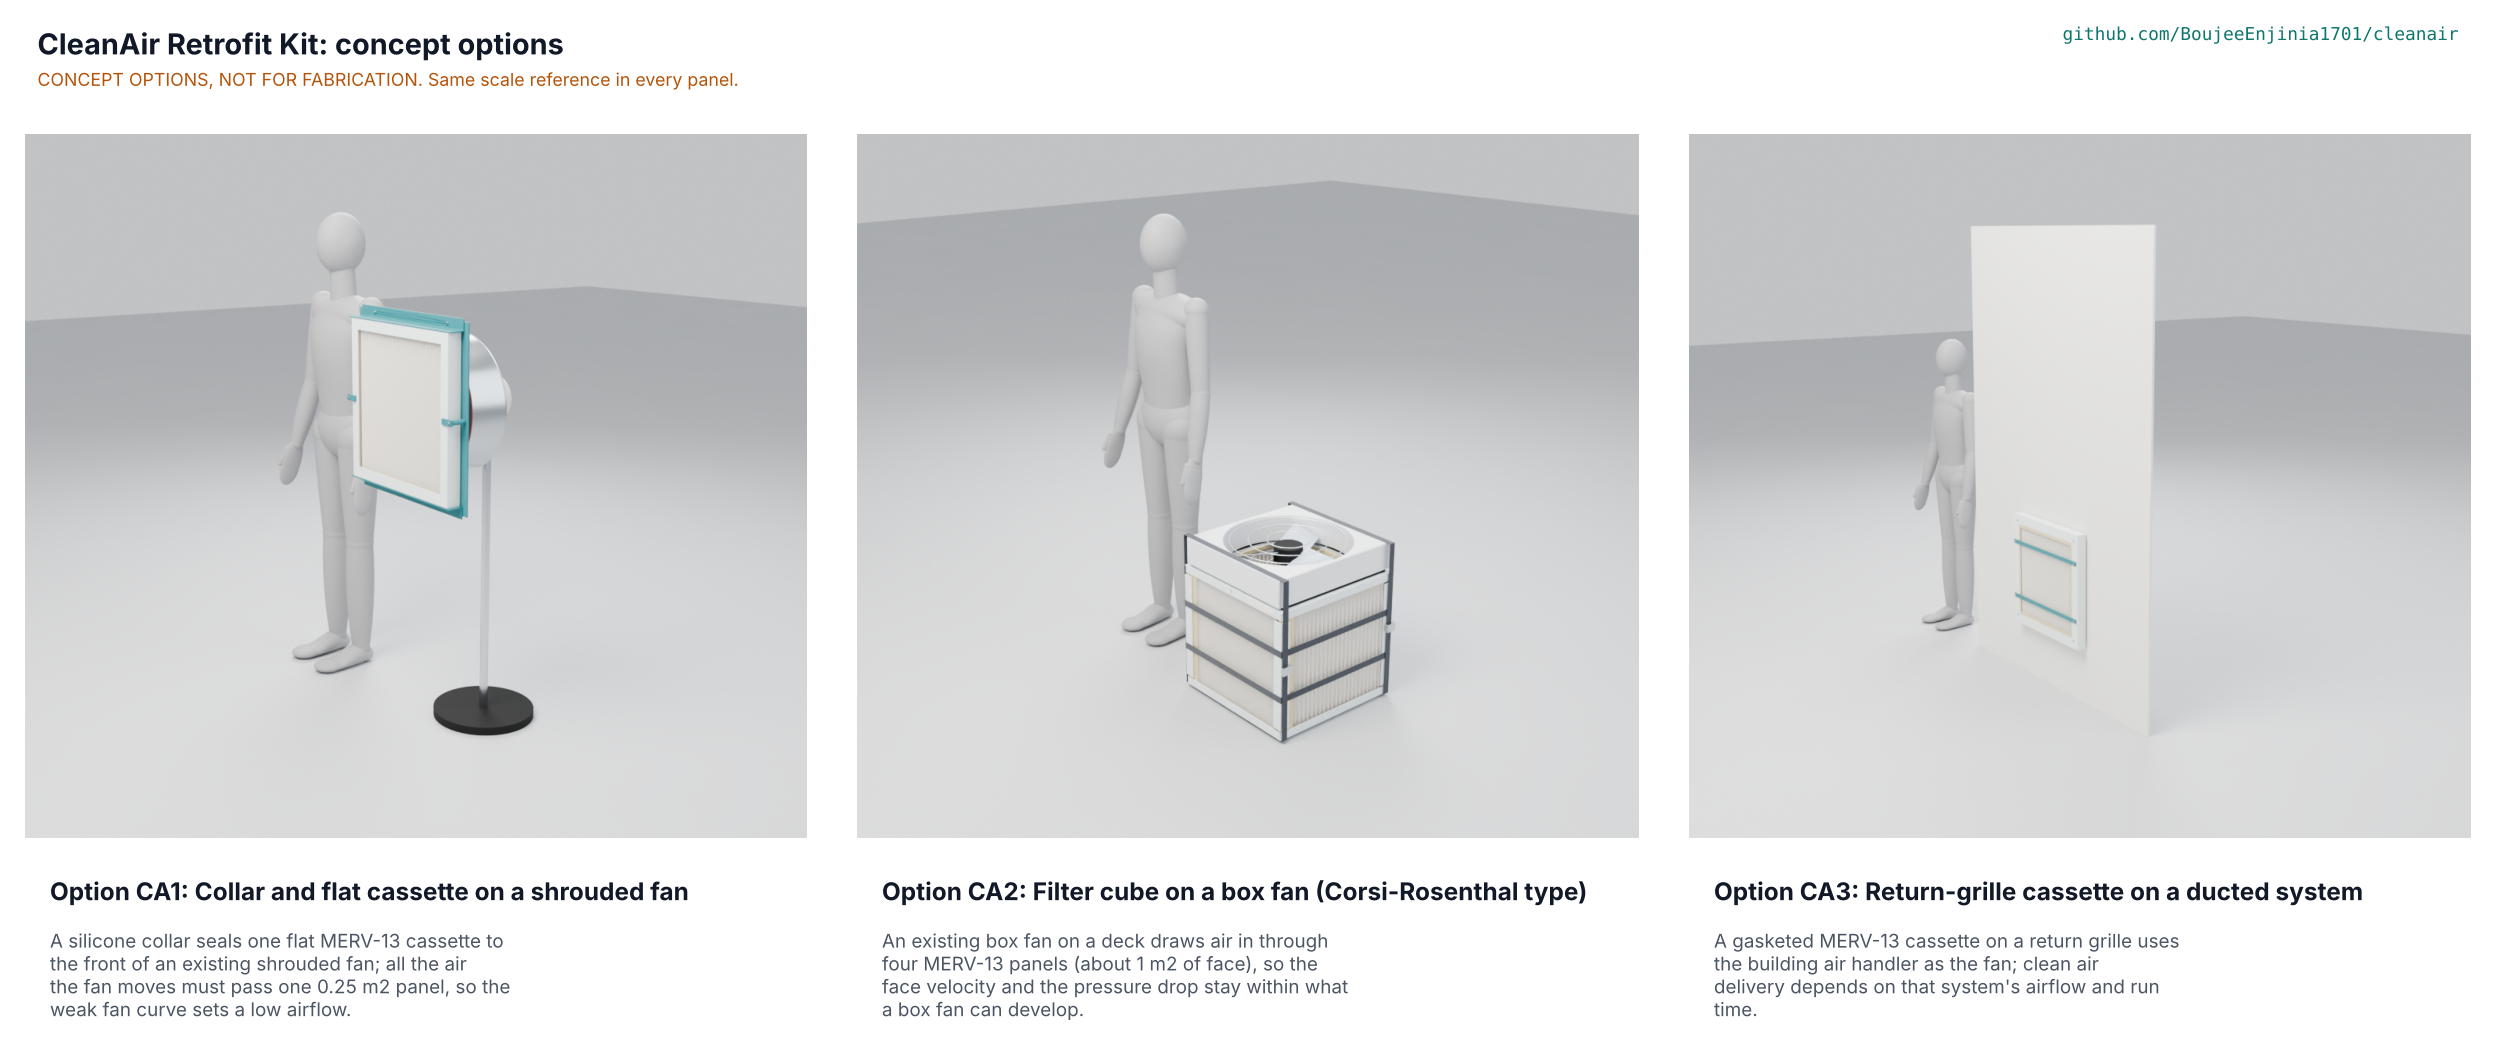 CleanAir Retrofit Kit: concept options
github.com/BoujeeEnjinia1701/cleanair
CONCEPT OPTIONS, NOT FOR FABRICATION. Same scale reference in every panel.
Option CA1: Collar and flat cassette on a shrouded fan
A silicone collar seals one flat MERV-13 cassette to
the front of an existing shrouded fan; all the air
the fan moves must pass one 0.25 m2 panel, so the
weak fan curve sets a low airflow.
Option CA2: Filter cube on a box fan (Corsi-Rosenthal type)
An existing box fan on a deck draws air in through
four MERV-13 panels (about 1 m2 of face), so the
face velocity and the pressure drop stay within what
a box fan can develop.
Option CA3: Return-grille cassette on a ducted system
A gasketed MERV-13 cassette on a return grille uses
the building air handler as the fan; clean air
delivery depends on that system's airflow and run
time.